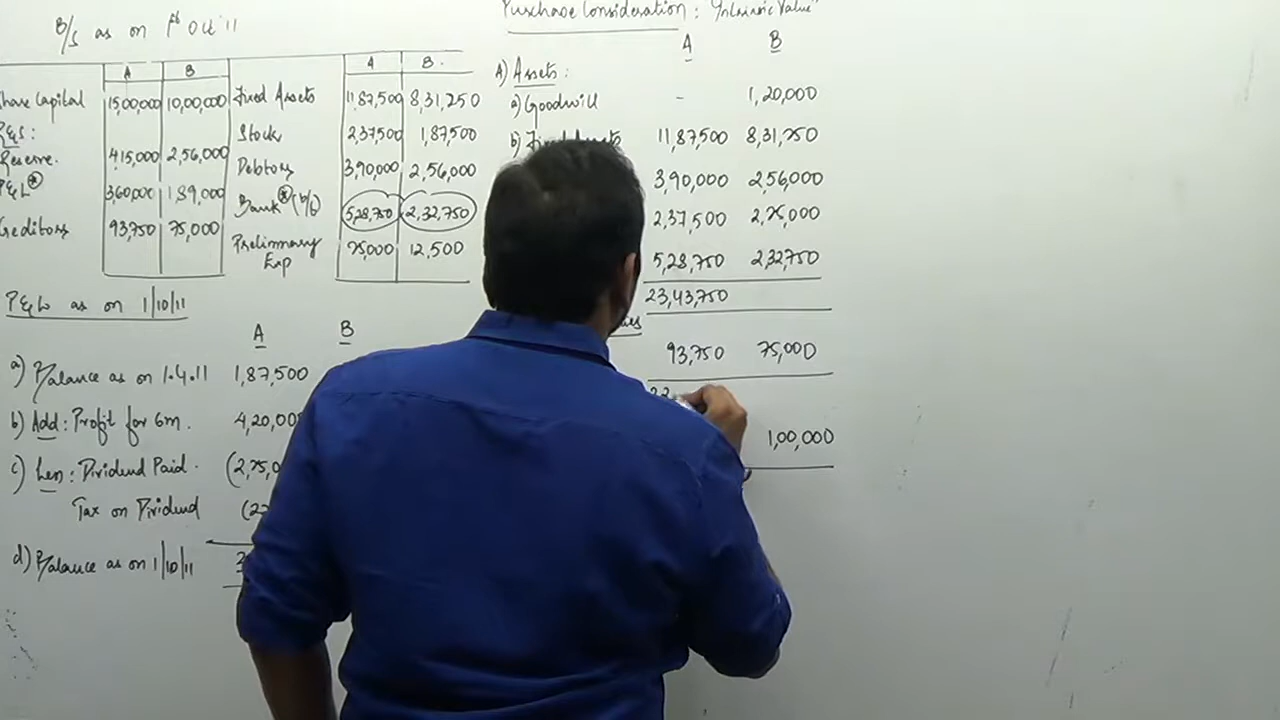 B/S as on 1st Oct '11
A B A B
Share Capital 15,00,000 10,00,000 Fixed Assets 11,87,500 8,31,250
R&S: Stock 2,37,500 1,87,500
Reserve. 4,15,000 2,56,000 Debtors 3,90,000 2,56,000
P&L* 3,60,000 1,89,000 Bank* (b/f) 5,28,750 2,32,750
Creditors 93,750 75,000 Preliminary Exp 75,000 12,500
P&L as on 1/10/11
A B
a) Balance as on 1.4.11 1,87,500
b) Add: Profit for 6m. 4,20,000
c) Less: Dividend Paid. (2,25,0
Tax on Dividend (22
d) Balance as on 1/10/11 3
Purchase Consideration: "Intrinsic Value"
A B
A) Assets:
a) Goodwill - 1,20,000
b) Fixed Assets 11,87,500 8,31,250
3,90,000 2,56,000
2,37,500 2,25,000
5,28,750 2,32,750
23,43,750
93,750 75,000
22
1,00,000